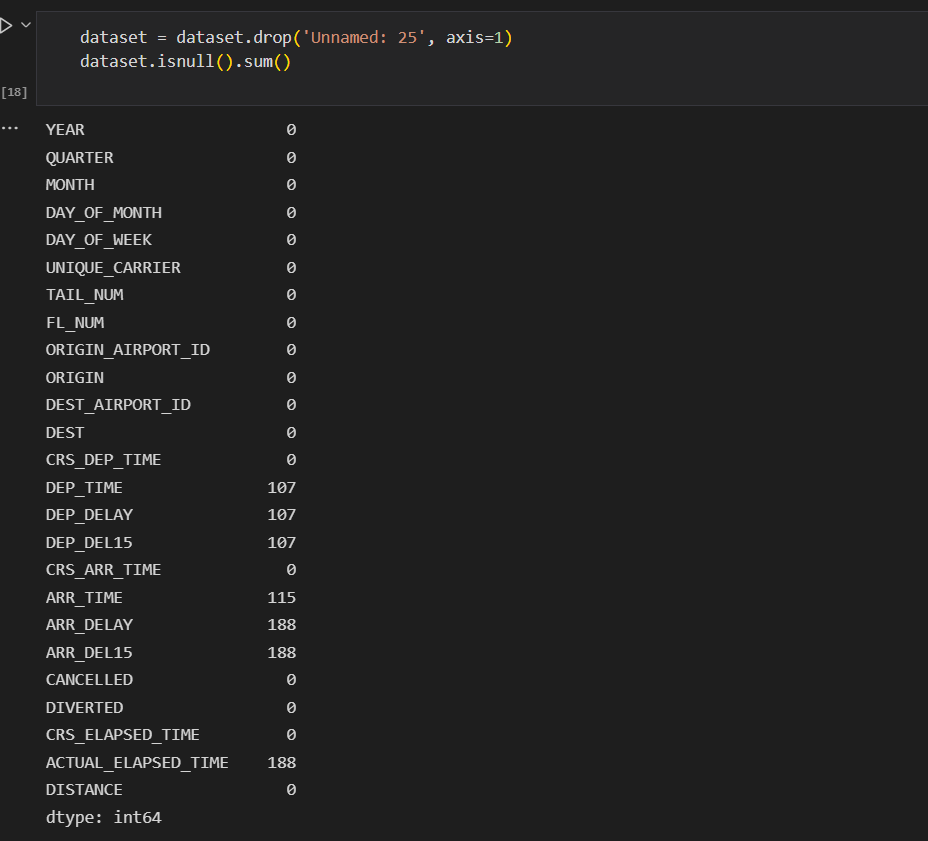 dataset = dataset.drop('Unnamed: 25', axis=1)
dataset.isnull().sum()
[18]
...
YEAR 0
QUARTER 0
MONTH 0
DAY_OF_MONTH 0
DAY_OF_WEEK 0
UNIQUE_CARRIER 0
TAIL_NUM 0
FL_NUM 0
ORIGIN_AIRPORT_ID 0
ORIGIN 0
DEST_AIRPORT_ID 0
DEST 0
CRS_DEP_TIME 0
DEP_TIME 107
DEP_DELAY 107
DEP_DEL15 107
CRS_ARR_TIME 0
ARR_TIME 115
ARR_DELAY 188
ARR_DEL15 188
CANCELLED 0
DIVERTED 0
CRS_ELAPSED_TIME 0
ACTUAL_ELAPSED_TIME 188
DISTANCE 0
dtype: int64